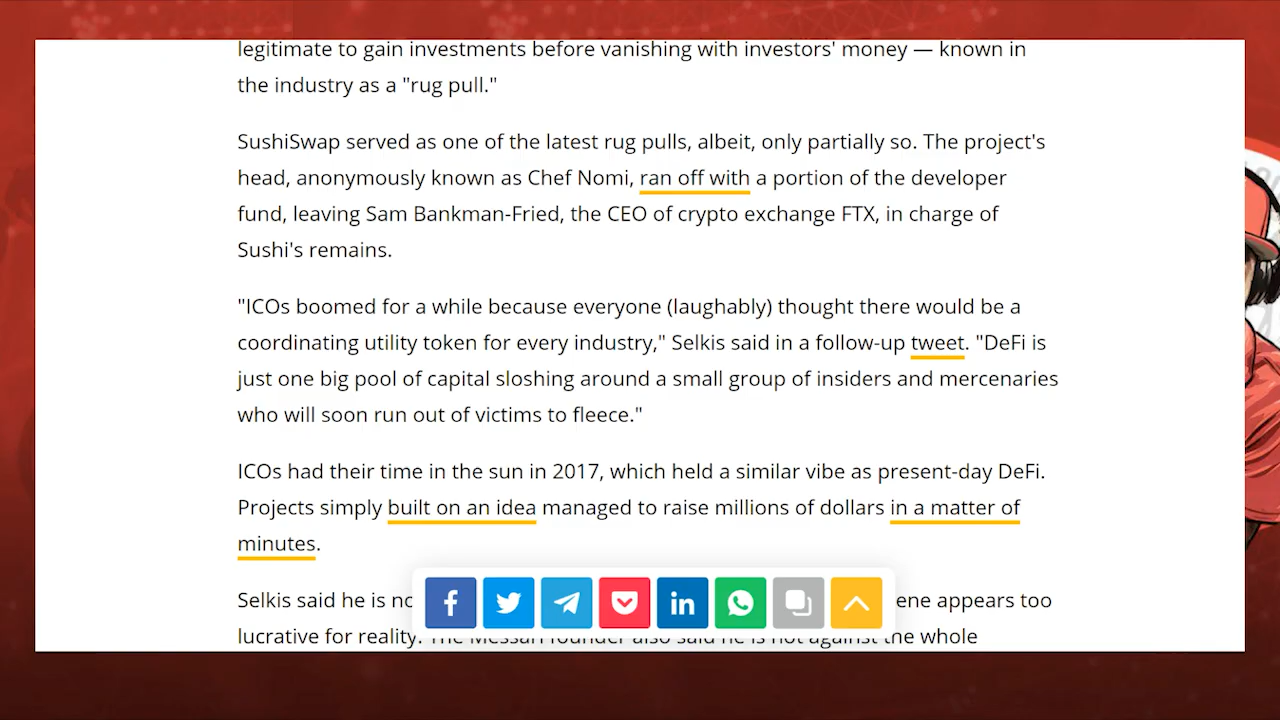 legitimate to gain investments before vanishing with investors' money — known in
the industry as a "rug pull."
SushiSwap served as one of the latest rug pulls, albeit, only partially so. The project's
head, anonymously known as Chef Nomi, ran off with a portion of the developer
fund, leaving Sam Bankman-Fried, the CEO of crypto exchange FTX, in charge of
Sushi's remains.
"ICOs boomed for a while because everyone (laughably) thought there would be a
coordinating utility token for every industry," Selkis said in a follow-up tweet. "DeFi is
just one big pool of capital sloshing around a small group of insiders and mercenaries
who will soon run out of victims to fleece."
ICOs had their time in the sun in 2017, which held a similar vibe as present-day DeFi.
Projects simply built on an idea managed to raise millions of dollars in a matter of
minutes.
Selkis said he is appears too
lucrative for reality. The Messari founder also said he is not against the whole